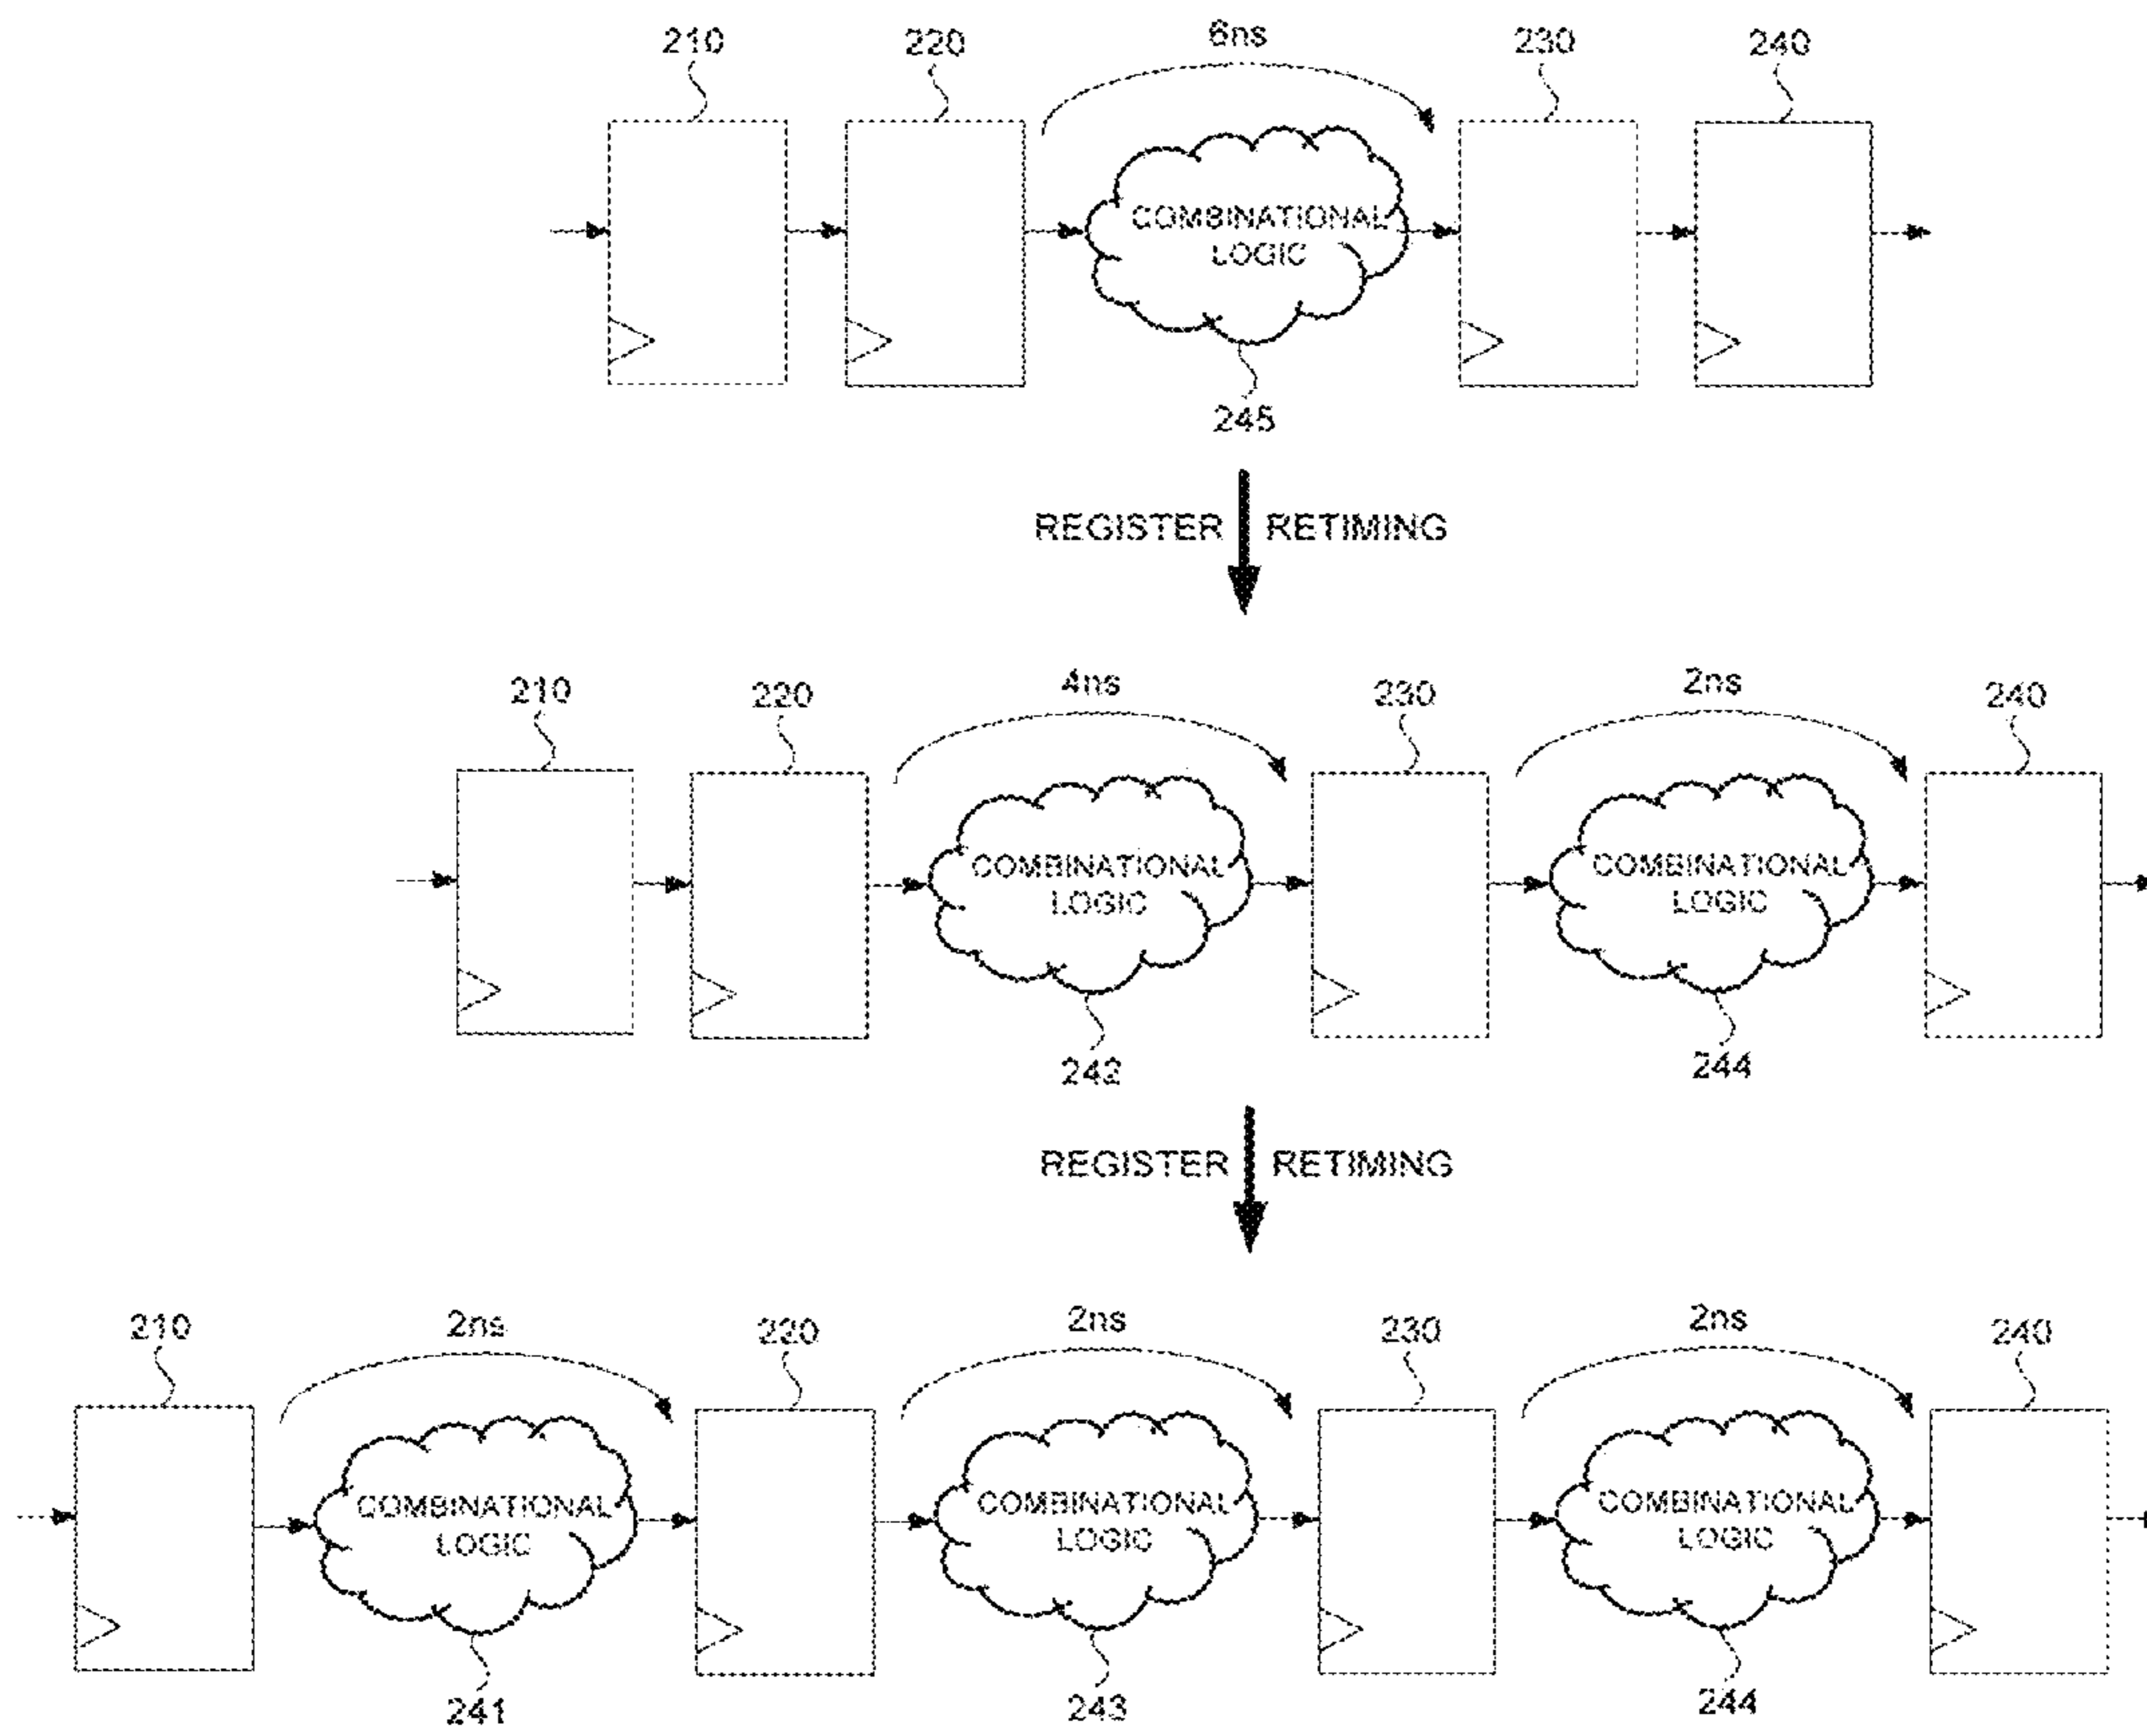 210 220 6ns 230 240
COMBINATIONAL
LOGIC
245
REGISTER RETIMING
210 220 4ns 230 2ns 240
COMBINATIONAL COMBINATIONAL
LOGIC LOGIC
242 244
REGISTER RETIMING
210 2ns 220 2ns 230 2ns 240
COMBINATIONAL COMBINATIONAL COMBINATIONAL
LOGIC LOGIC LOGIC
241 243 244